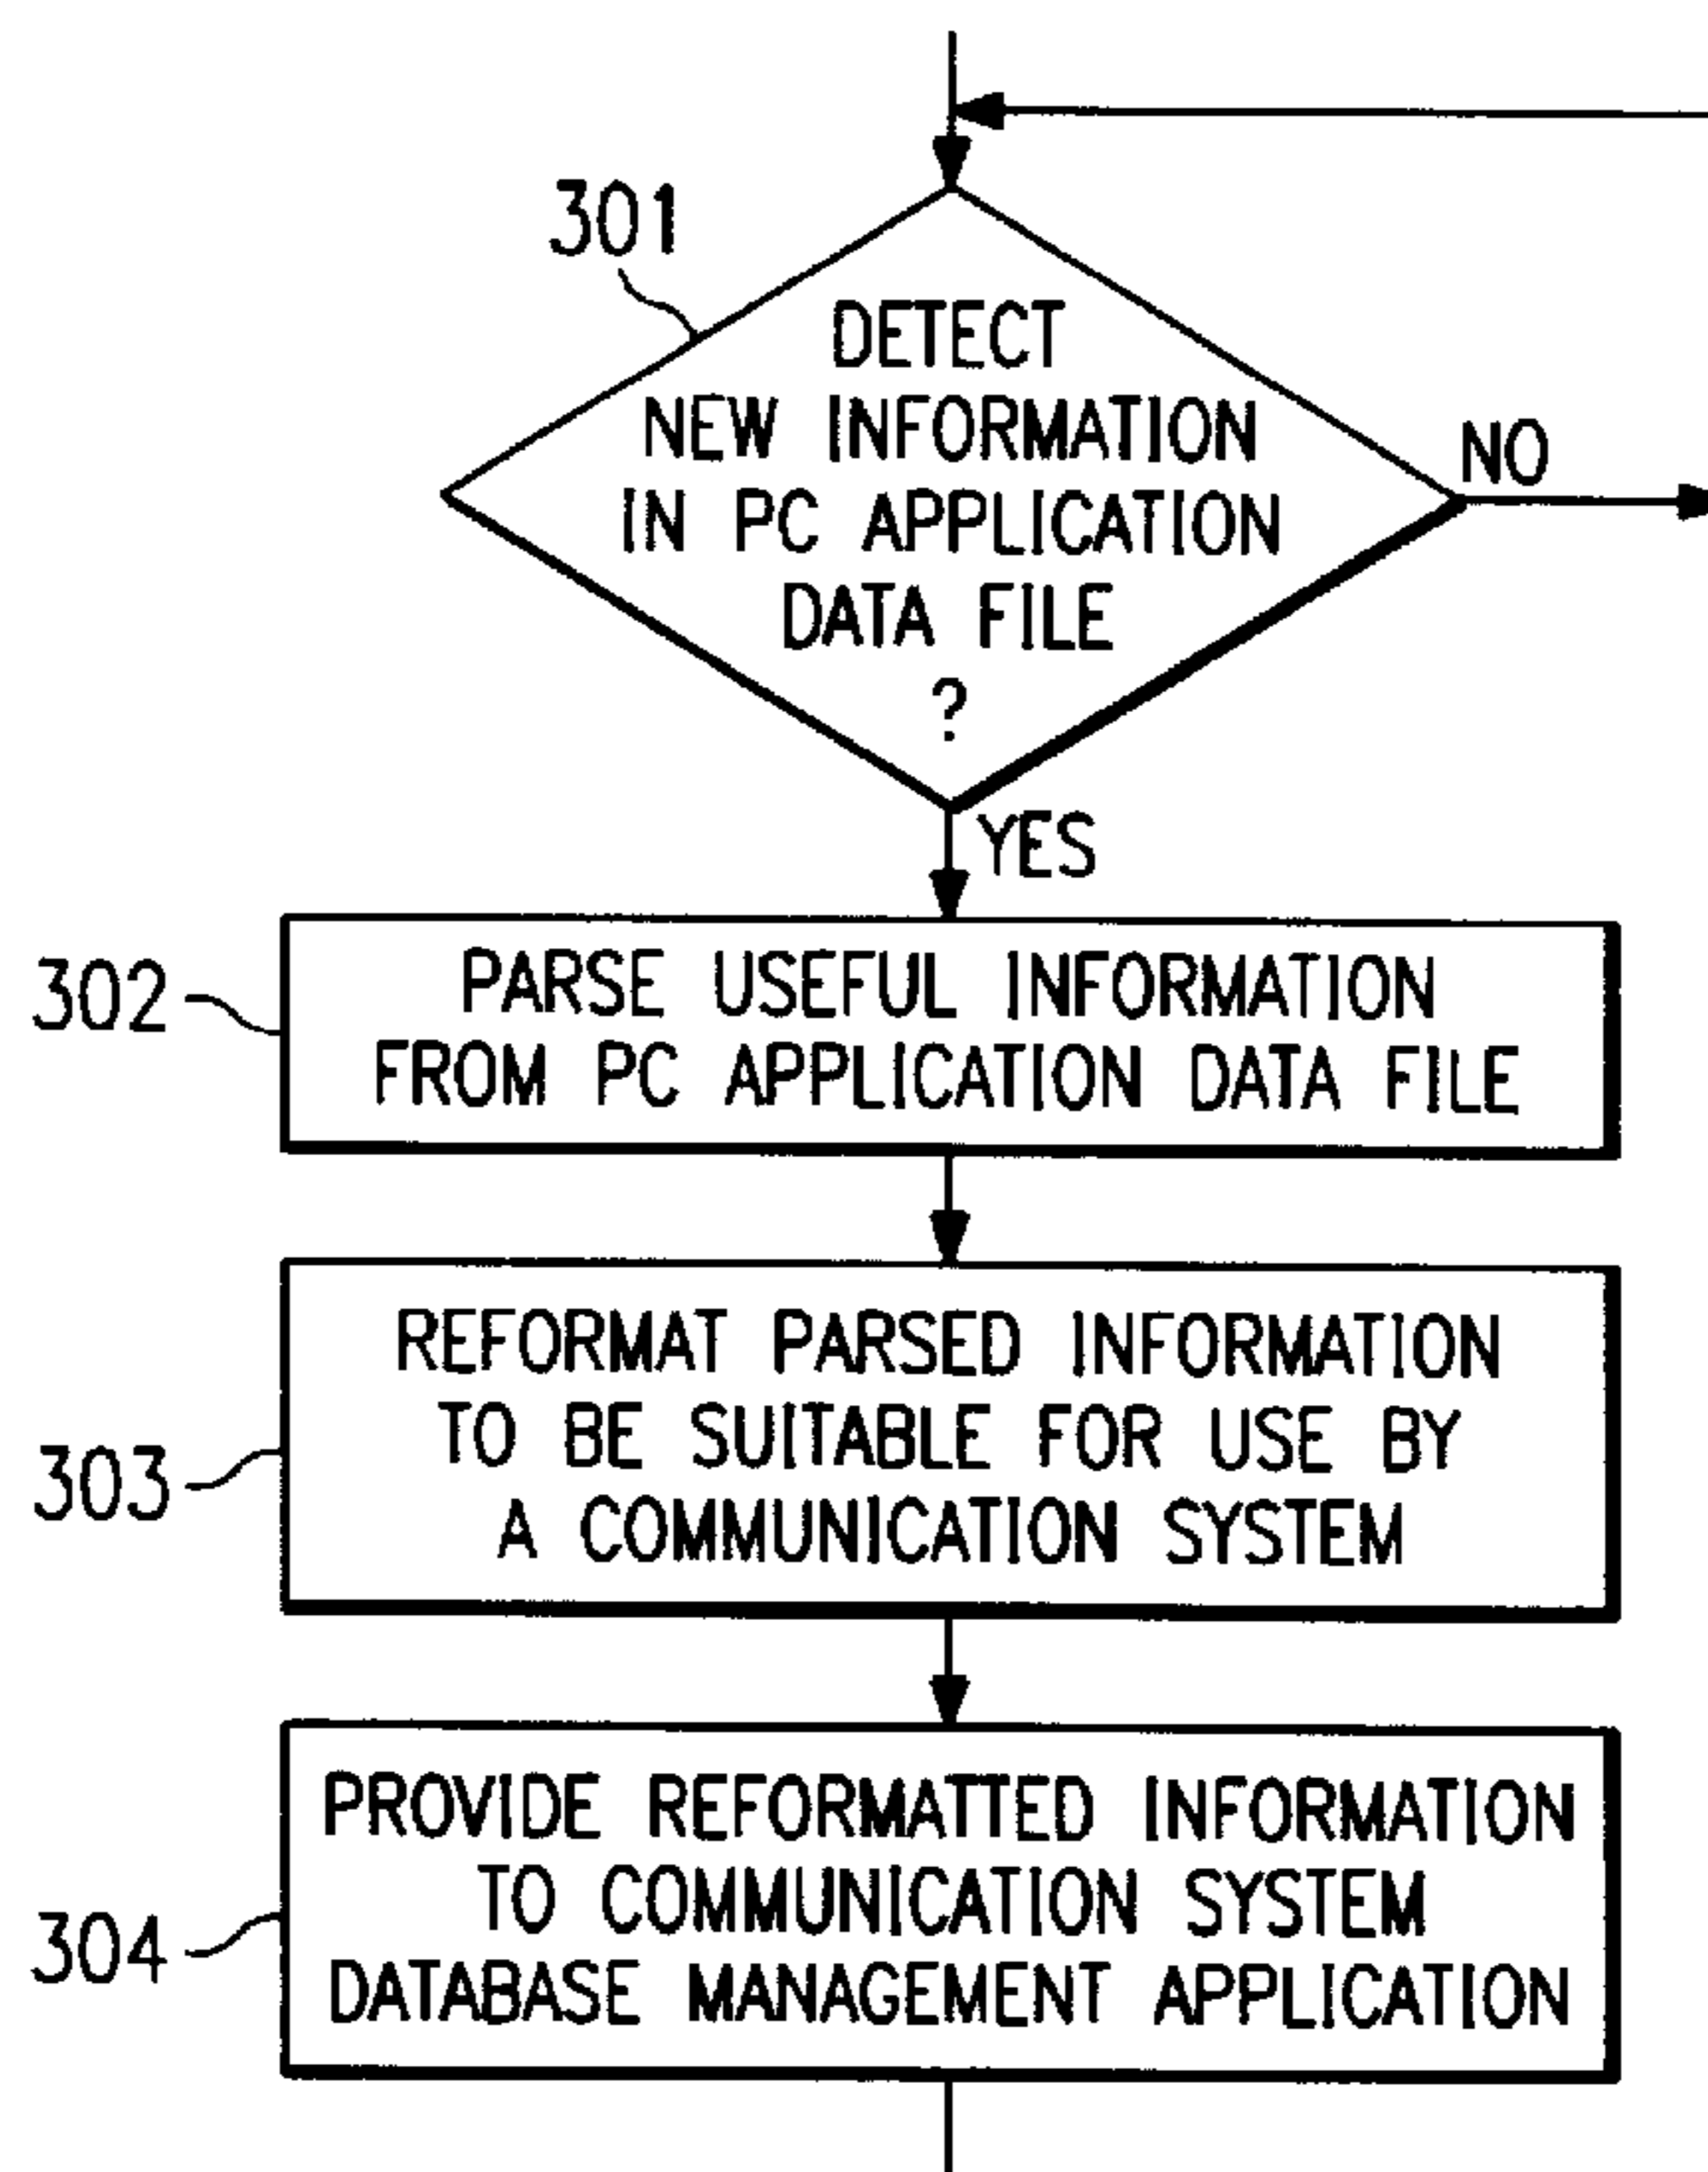 301
DETECT
NEW INFORMATION
IN PC APPLICATION
DATA FILE
?
NO
YES
302
PARSE USEFUL INFORMATION
FROM PC APPLICATION DATA FILE
303
REFORMAT PARSED INFORMATION
TO BE SUITABLE FOR USE BY
A COMMUNICATION SYSTEM
304
PROVIDE REFORMATTED INFORMATION
TO COMMUNICATION SYSTEM
DATABASE MANAGEMENT APPLICATION